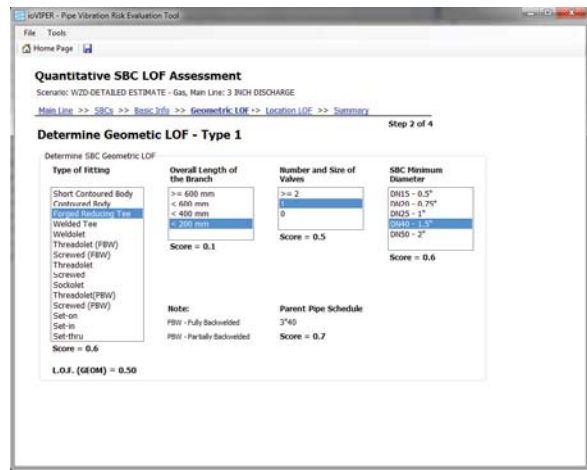 ioVIPER - Pipe Vibration Risk Evaluation Tool
File Tools
Home Page
Quantitative SBC LOF Assessment
Scenario: WZD-DETAILED ESTIMATE - Gas, Main Line: 3 INCH DISCHARGE
Main Line >> SBCs >> Basic Info >> Geometric LOF >> Location LOF >> Summary
Step 2 of 4
Determine Geometic LOF - Type 1
Determine SBC Geometric LOF
Type of Fitting
Short Contoured Body
Contoured Body
Forged Reducing Tee
Welded Tee
Weldolet
Threadolet (FBW)
Screwed (FBW)
Threadolet
Screwed
Sockolet
Threadolet(PBW)
Screwed (PBW)
Set-on
Set-in
Set-thru
Score = 0.6
Overall Length of the Branch
>= 600 mm
< 600 mm
< 400 mm
< 200 mm
Score = 0.1
Number and Size of Valves
>= 2
1
0
Score = 0.5
SBC Minimum Diameter
DN15 - 0.5"
DN20 - 0.75"
DN25 - 1"
DN40 - 1.5"
DN50 - 2"
Score = 0.6
Note:
FBW - Fully Backwelded
PBW - Partially Backwelded
Parent Pipe Schedule
3"40
Score = 0.7
L.O.F. (GEOM) = 0.50